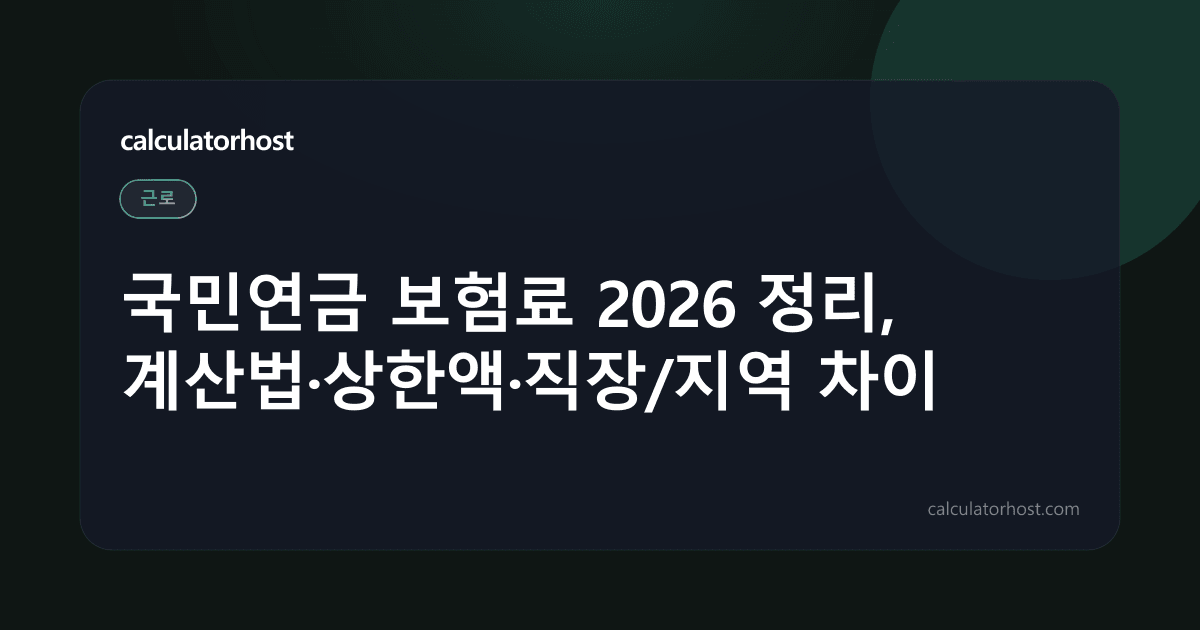 calculatorhost
근로
국민연금 보험료 2026 정리,
계산법·상한액·직장/지역 차이
calculatorhost.com